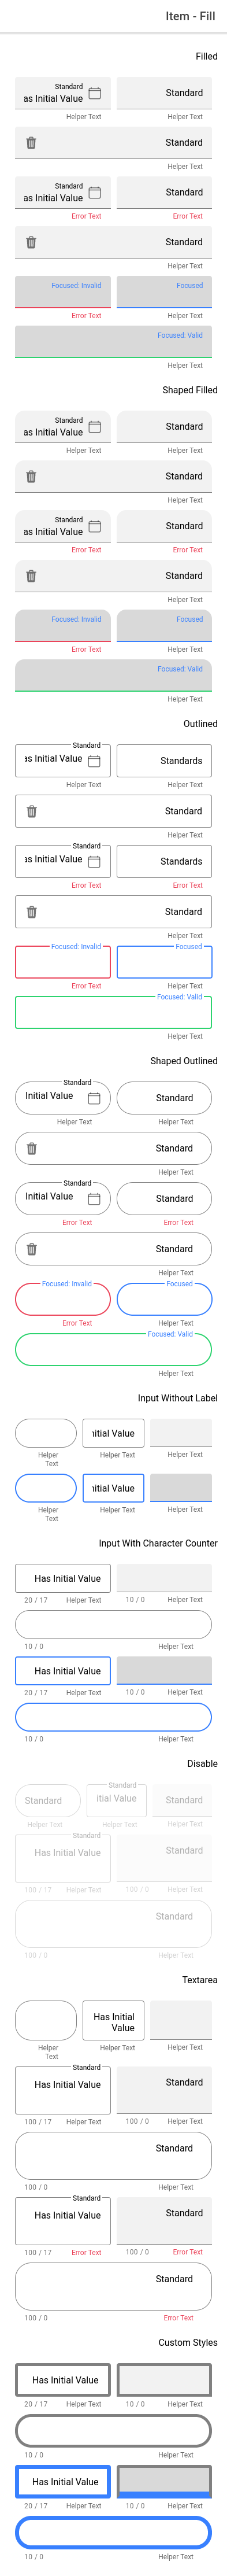 Item - Fill
Filled
Standard
as Initial Value
Standard
Helper Text
Helper Text
Standard
Helper Text
Standard
as Initial Value
Standard
Error Text
Error Text
Standard
Helper Text
Focused: Invalid
Focused
Error Text
Helper Text
Focused: Valid
Helper Text
Shaped Filled
Standard
as Initial Value
Standard
Helper Text
Helper Text
Standard
Helper Text
Standard
as Initial Value
Standard
Error Text
Error Text
Standard
Helper Text
Focused: Invalid
Focused
Error Text
Helper Text
Focused: Valid
Helper Text
Outlined
Standard
as Initial Value
Standards
Helper Text
Helper Text
Standard
Helper Text
Standard
as Initial Value
Standards
Error Text
Error Text
Standard
Helper Text
Focused: Invalid
Focused
Error Text
Helper Text
Focused: Valid
Helper Text
Shaped Outlined
Standard
Initial Value
Standard
Helper Text
Helper Text
Standard
Helper Text
Standard
Initial Value
Standard
Error Text
Error Text
Standard
Helper Text
Focused: Invalid
Focused
Error Text
Helper Text
Focused: Valid
Helper Text
Input Without Label
nitial Value
Helper
Text
Helper Text
Helper Text
nitial Value
Helper
Text
Helper Text
Helper Text
Input With Character Counter
Has Initial Value
20 / 17
Helper Text
10 / 0
Helper Text
10 / 0
Helper Text
Has Initial Value
20 / 17
Helper Text
10 / 0
Helper Text
10 / 0
Helper Text
Disable
Standard
Standard
itial Value
Standard
Helper Text
Helper Text
Helper Text
Standard
Has Initial Value
Standard
100 / 17
Helper Text
100 / 0
Helper Text
Standard
100 / 0
Helper Text
Textarea
Has Initial
Value
Helper
Text
Helper Text
Helper Text
Standard
Has Initial Value
Standard
100 / 17
Helper Text
100 / 0
Helper Text
Standard
100 / 0
Helper Text
Standard
Has Initial Value
Standard
100 / 17
Error Text
100 / 0
Error Text
Standard
100 / 0
Error Text
Custom Styles
Has Initial Value
20 / 17
Helper Text
10 / 0
Helper Text
10 / 0
Helper Text
Has Initial Value
20 / 17
Helper Text
10 / 0
Helper Text
10 / 0
Helper Text